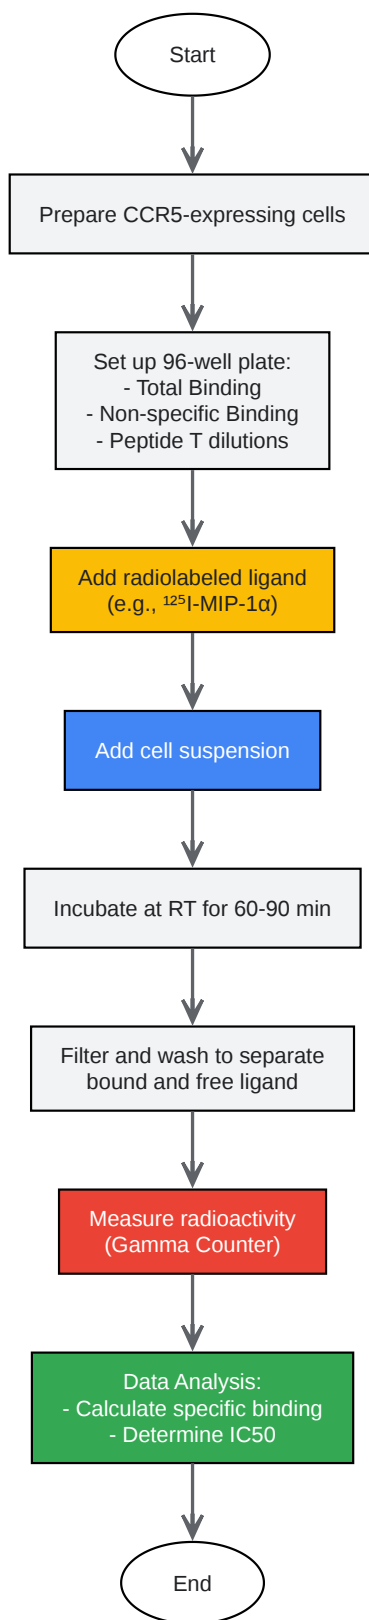 Start
Prepare CCR5-expressing cells
Set up 96-well plate:
- Total Binding
- Non-specific Binding
- Peptide T dilutions
Add radiolabeled ligand
(e.g., ¹²⁵I-MIP-1α)
Add cell suspension
Incubate at RT for 60-90 min
Filter and wash to separate
bound and free ligand
Measure radioactivity
(Gamma Counter)
Data Analysis:
- Calculate specific binding
- Determine IC50
End